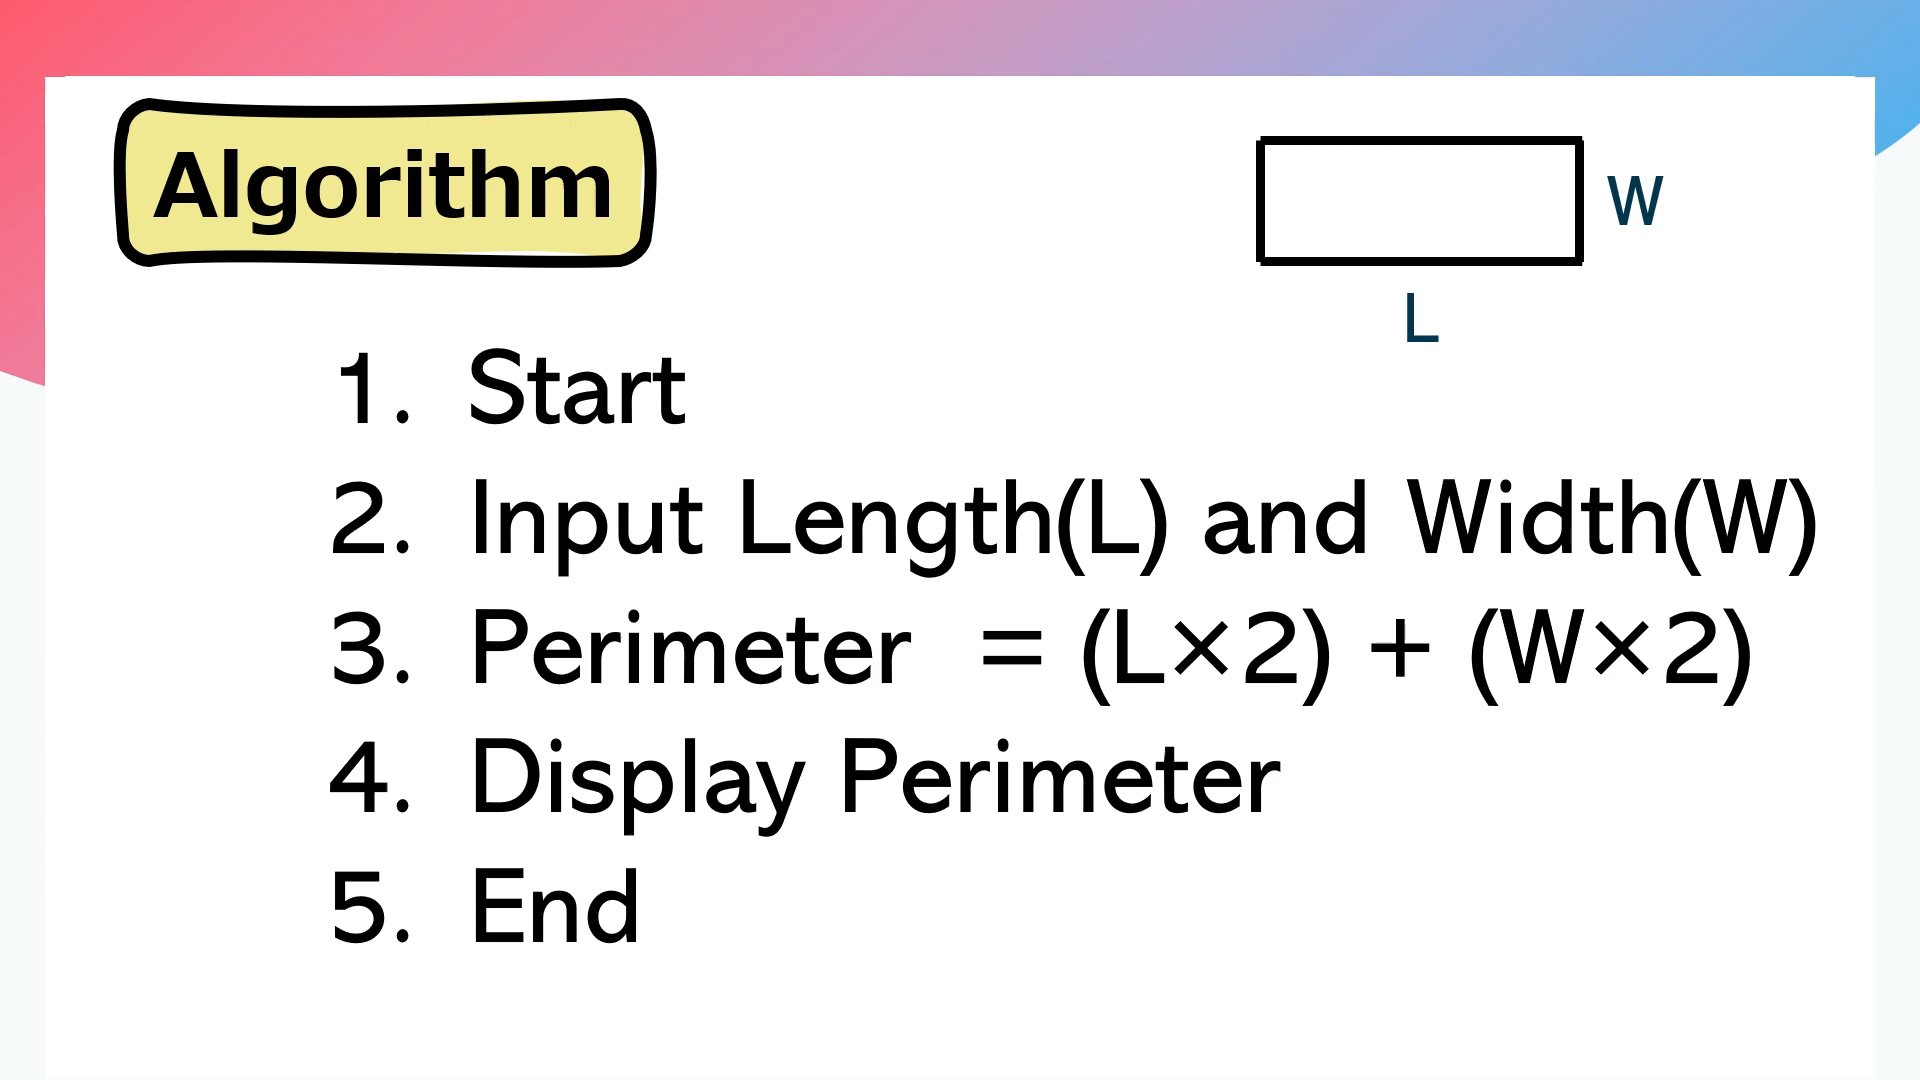 Algorithm
W
L
1. Start
2. Input Length(L) and Width(W)
3. Perimeter = (L×2) + (W×2)
4. Display Perimeter
5. End